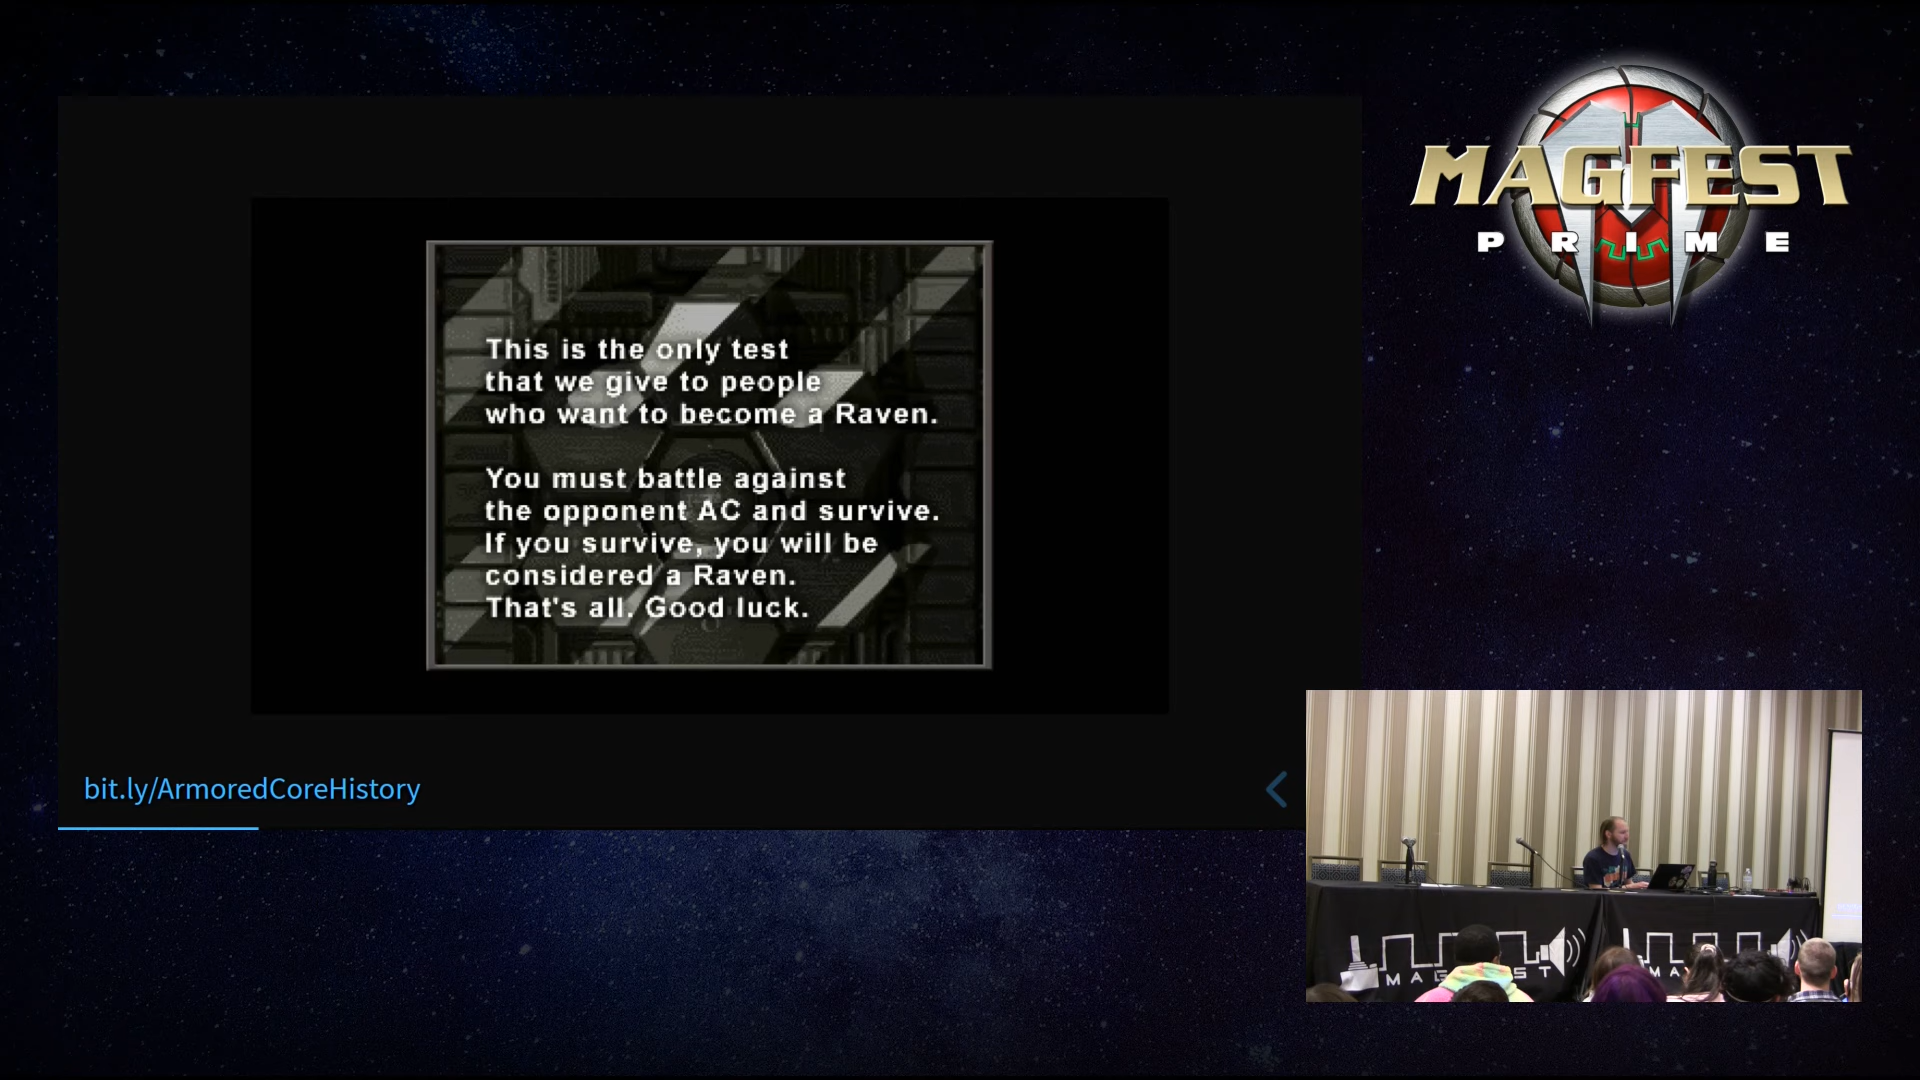 MAGFEST
PRIME
This is the only test
that we give to people
who want to become a Raven.
You must battle against
the opponent AC and survive.
If you survive, you will be
considered a Raven.
That's all. Good luck.
bit.ly/ArmoredCoreHistory